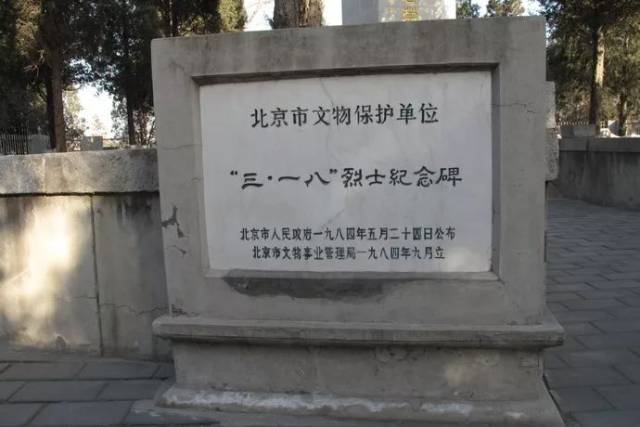 北京市文物保护单位
“三·一八”烈士纪念碑
北京市人民政府一九八四年五月二十四日公布
北京市文物事业管理局一九八四年九月立